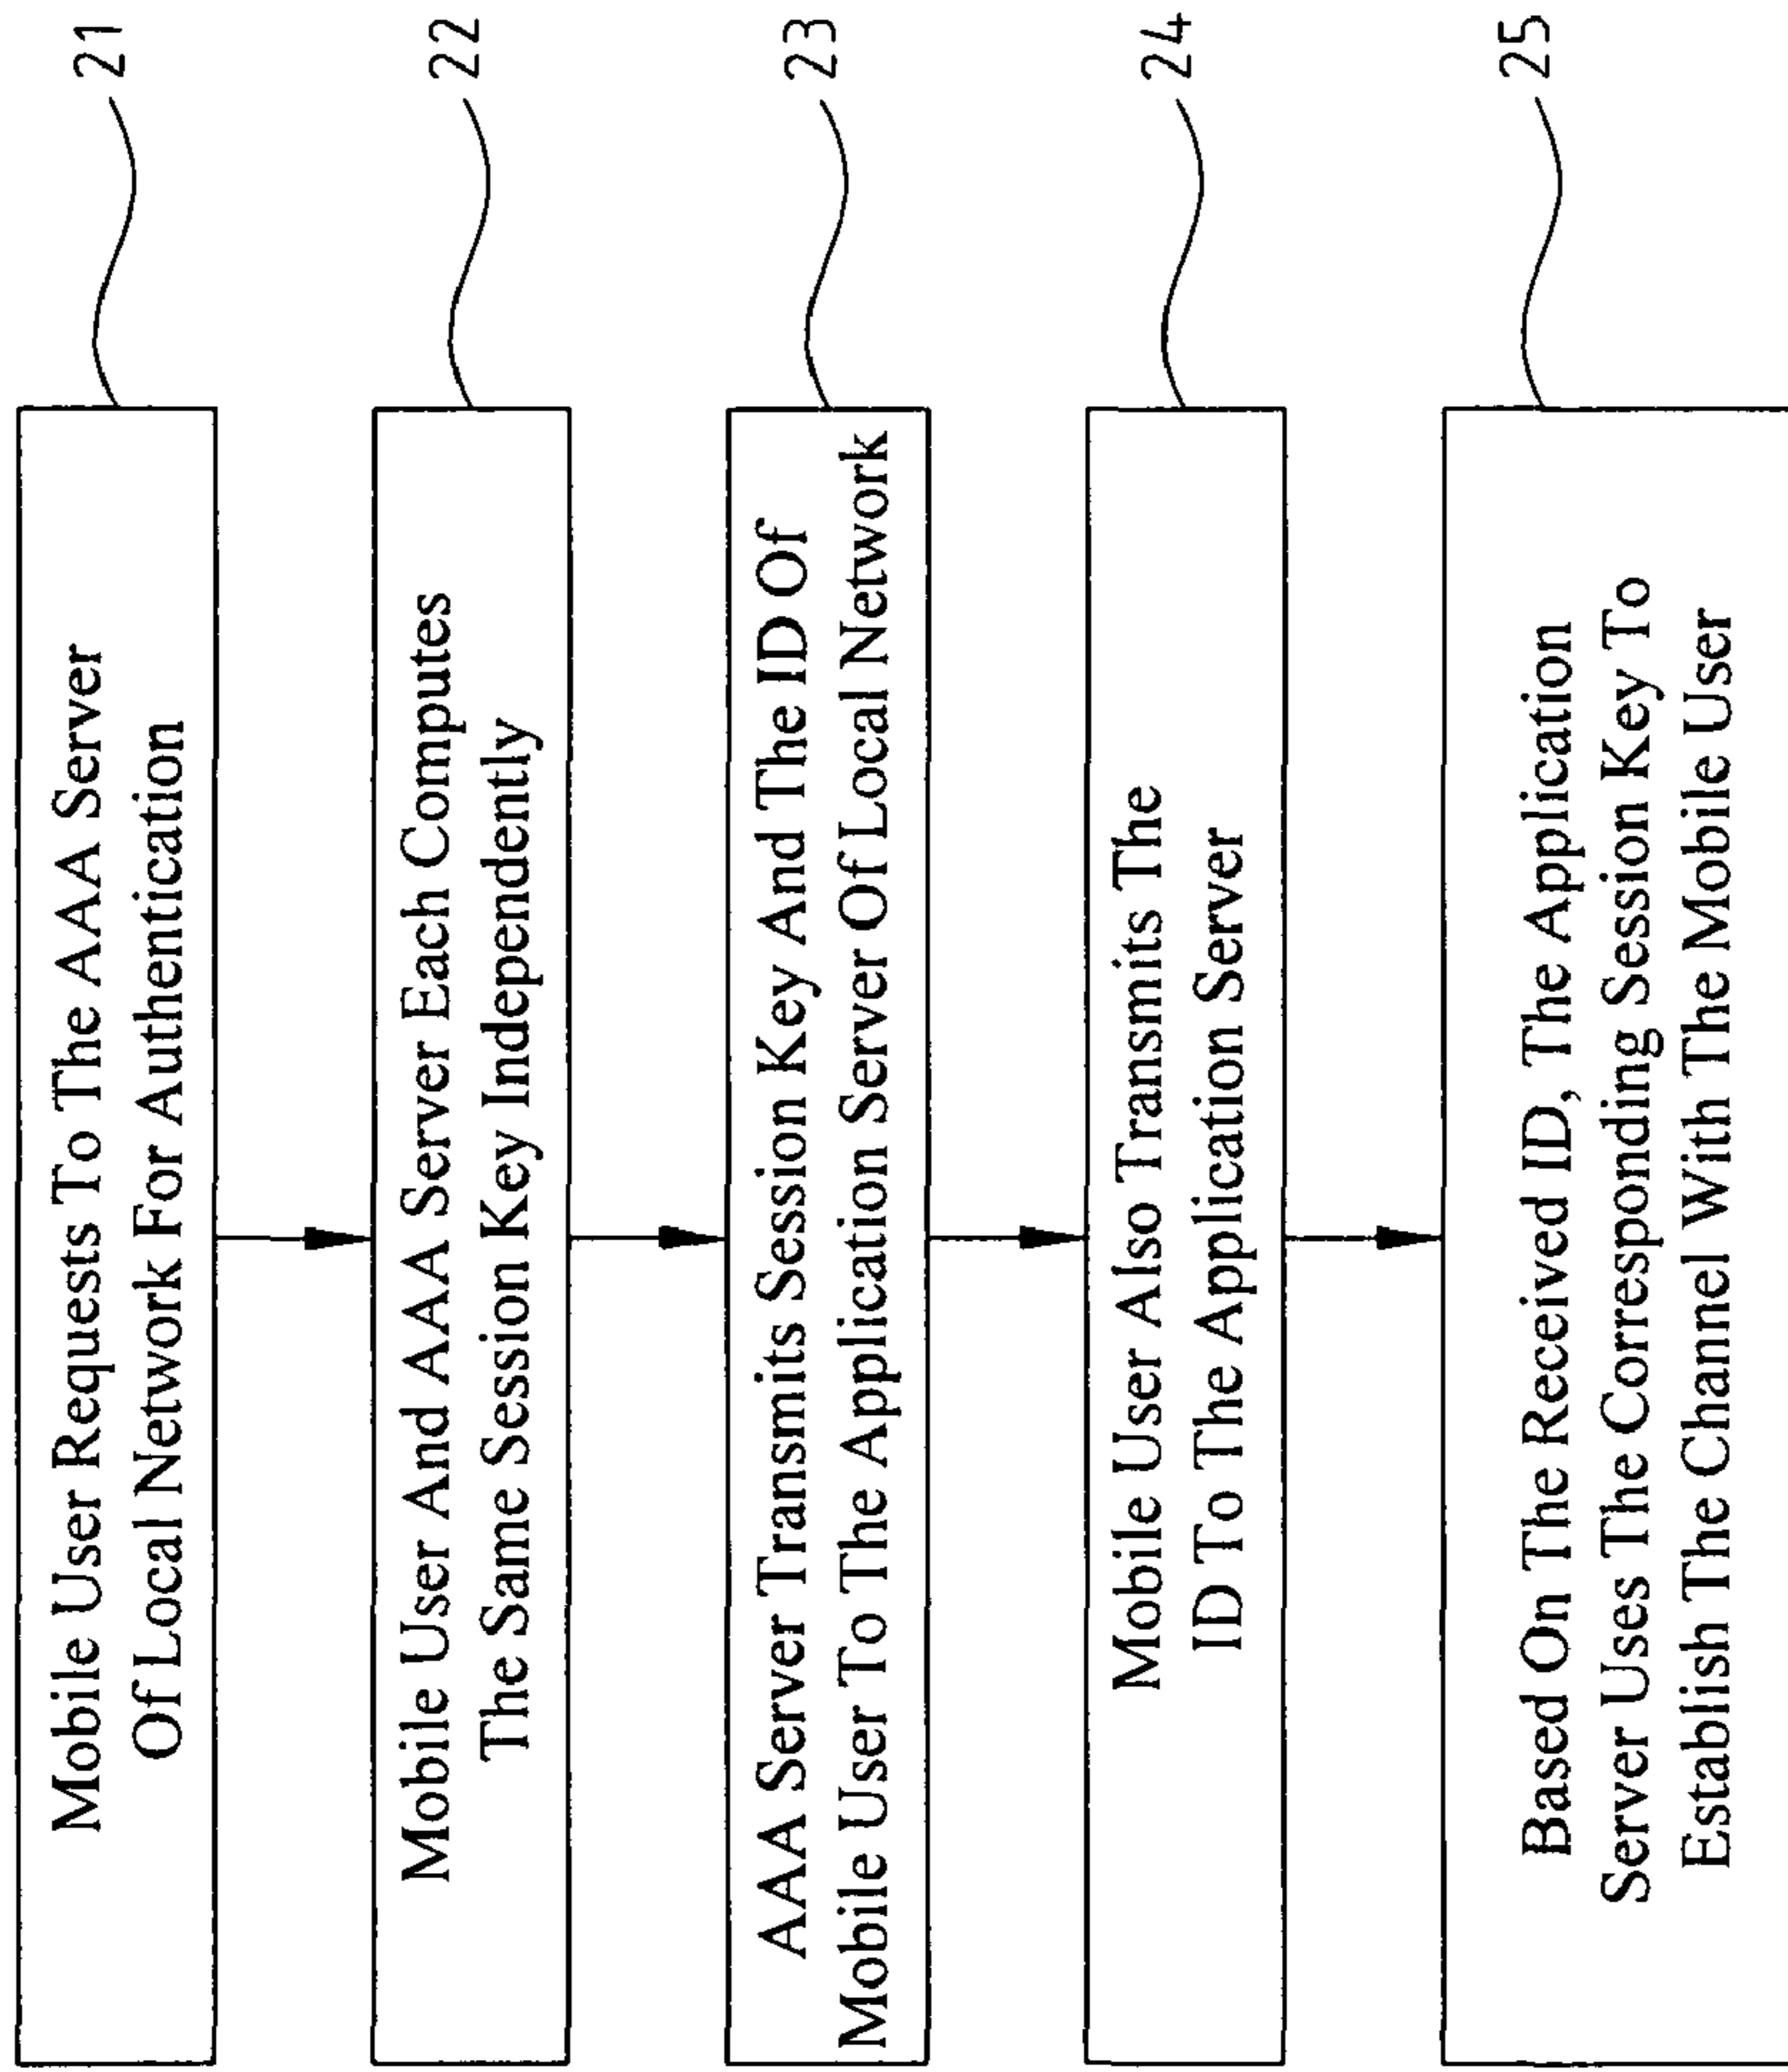 Mobile User Requests To The AAA Server
Of Local Network For Authentication
21
Mobile User And AAA Server Each Computes
The Same Session Key Independently
22
AAA Server Transmits Session Key And The ID Of
Mobile User To The Application Server Of Local Network
23
Mobile User Also Transmits The
ID To The Application Server
24
Based On The Received ID, The Application
Server Uses The Corresponding Session Key To
Establish The Channel With The Mobile User
25